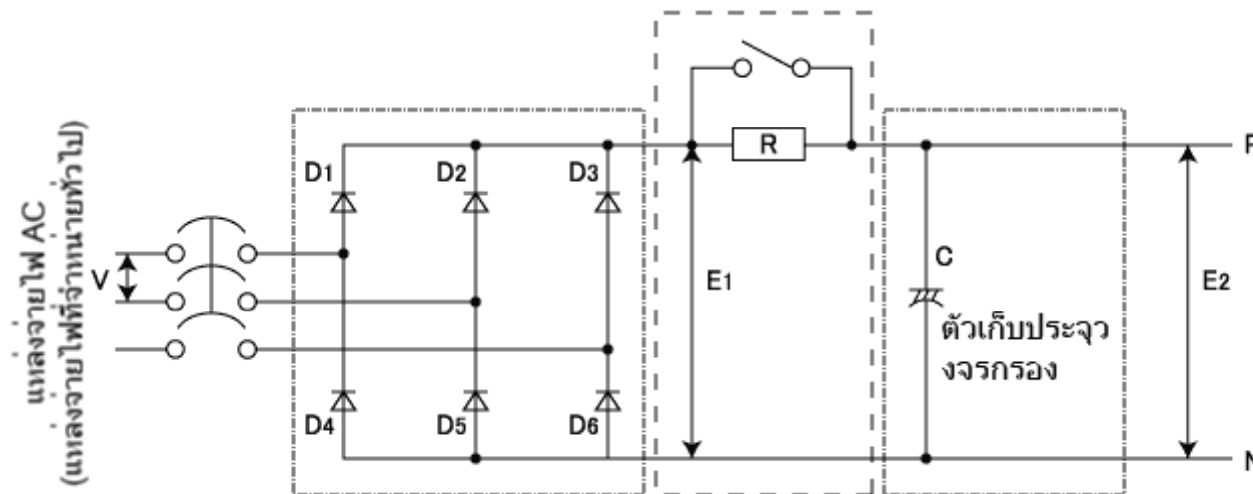 แหล่งจ่ายไฟ AC
(แหล่งจ่ายไฟที่จำหน่ายทั่วไป)
V
D1
D2
D3
D4
D5
D6
R
E1
C
ตัวเก็บประจุว
งจรกรอง
E2
P
N